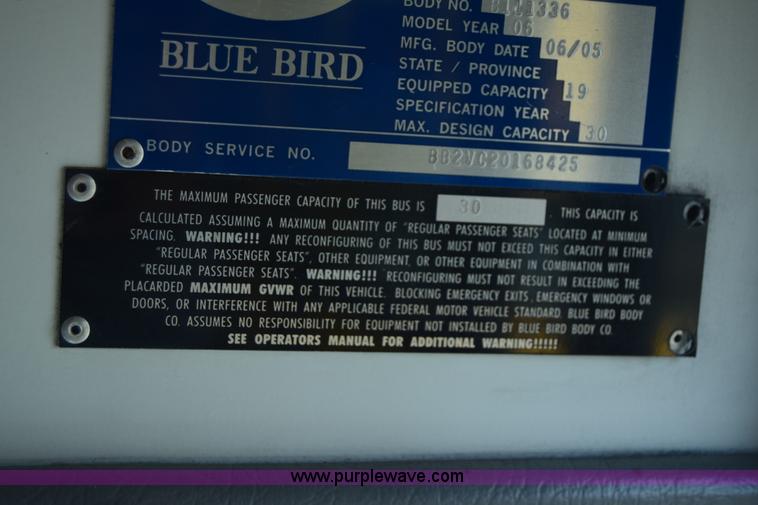 BODY NO. B141336
MODEL YEAR 06
BLUE BIRD
MFG. BODY DATE 06/05
STATE / PROVINCE
EQUIPPED CAPACITY 19
SPECIFICATION YEAR
MAX. DESIGN CAPACITY 30
BODY SERVICE NO. BB2VC20168425
THE MAXIMUM PASSENGER CAPACITY OF THIS BUS IS 30 . THIS CAPACITY IS
CALCULATED ASSUMING A MAXIMUM QUANTITY OF "REGULAR PASSENGER SEATS" LOCATED AT MINIMUM
SPACING. WARNING!!! ANY RECONFIGURING OF THIS BUS MUST NOT EXCEED THIS CAPACITY IN EITHER
"REGULAR PASSENGER SEATS", OTHER EQUIPMENT, OR OTHER EQUIPMENT IN COMBINATION WITH
"REGULAR PASSENGER SEATS". WARNING!!! RECONFIGURING MUST NOT RESULT IN EXCEEDING THE
PLACARDED MAXIMUM GVWR OF THIS VEHICLE. BLOCKING EMERGENCY EXITS, EMERGENCY WINDOWS OR
DOORS, OR INTERFERENCE WITH ANY APPLICABLE FEDERAL MOTOR VEHICLE STANDARD. BLUE BIRD BODY
CO. ASSUMES NO RESPONSIBILITY FOR EQUIPMENT NOT INSTALLED BY BLUE BIRD BODY CO.
SEE OPERATORS MANUAL FOR ADDITIONAL WARNING!!!!!
www.purplewave.com